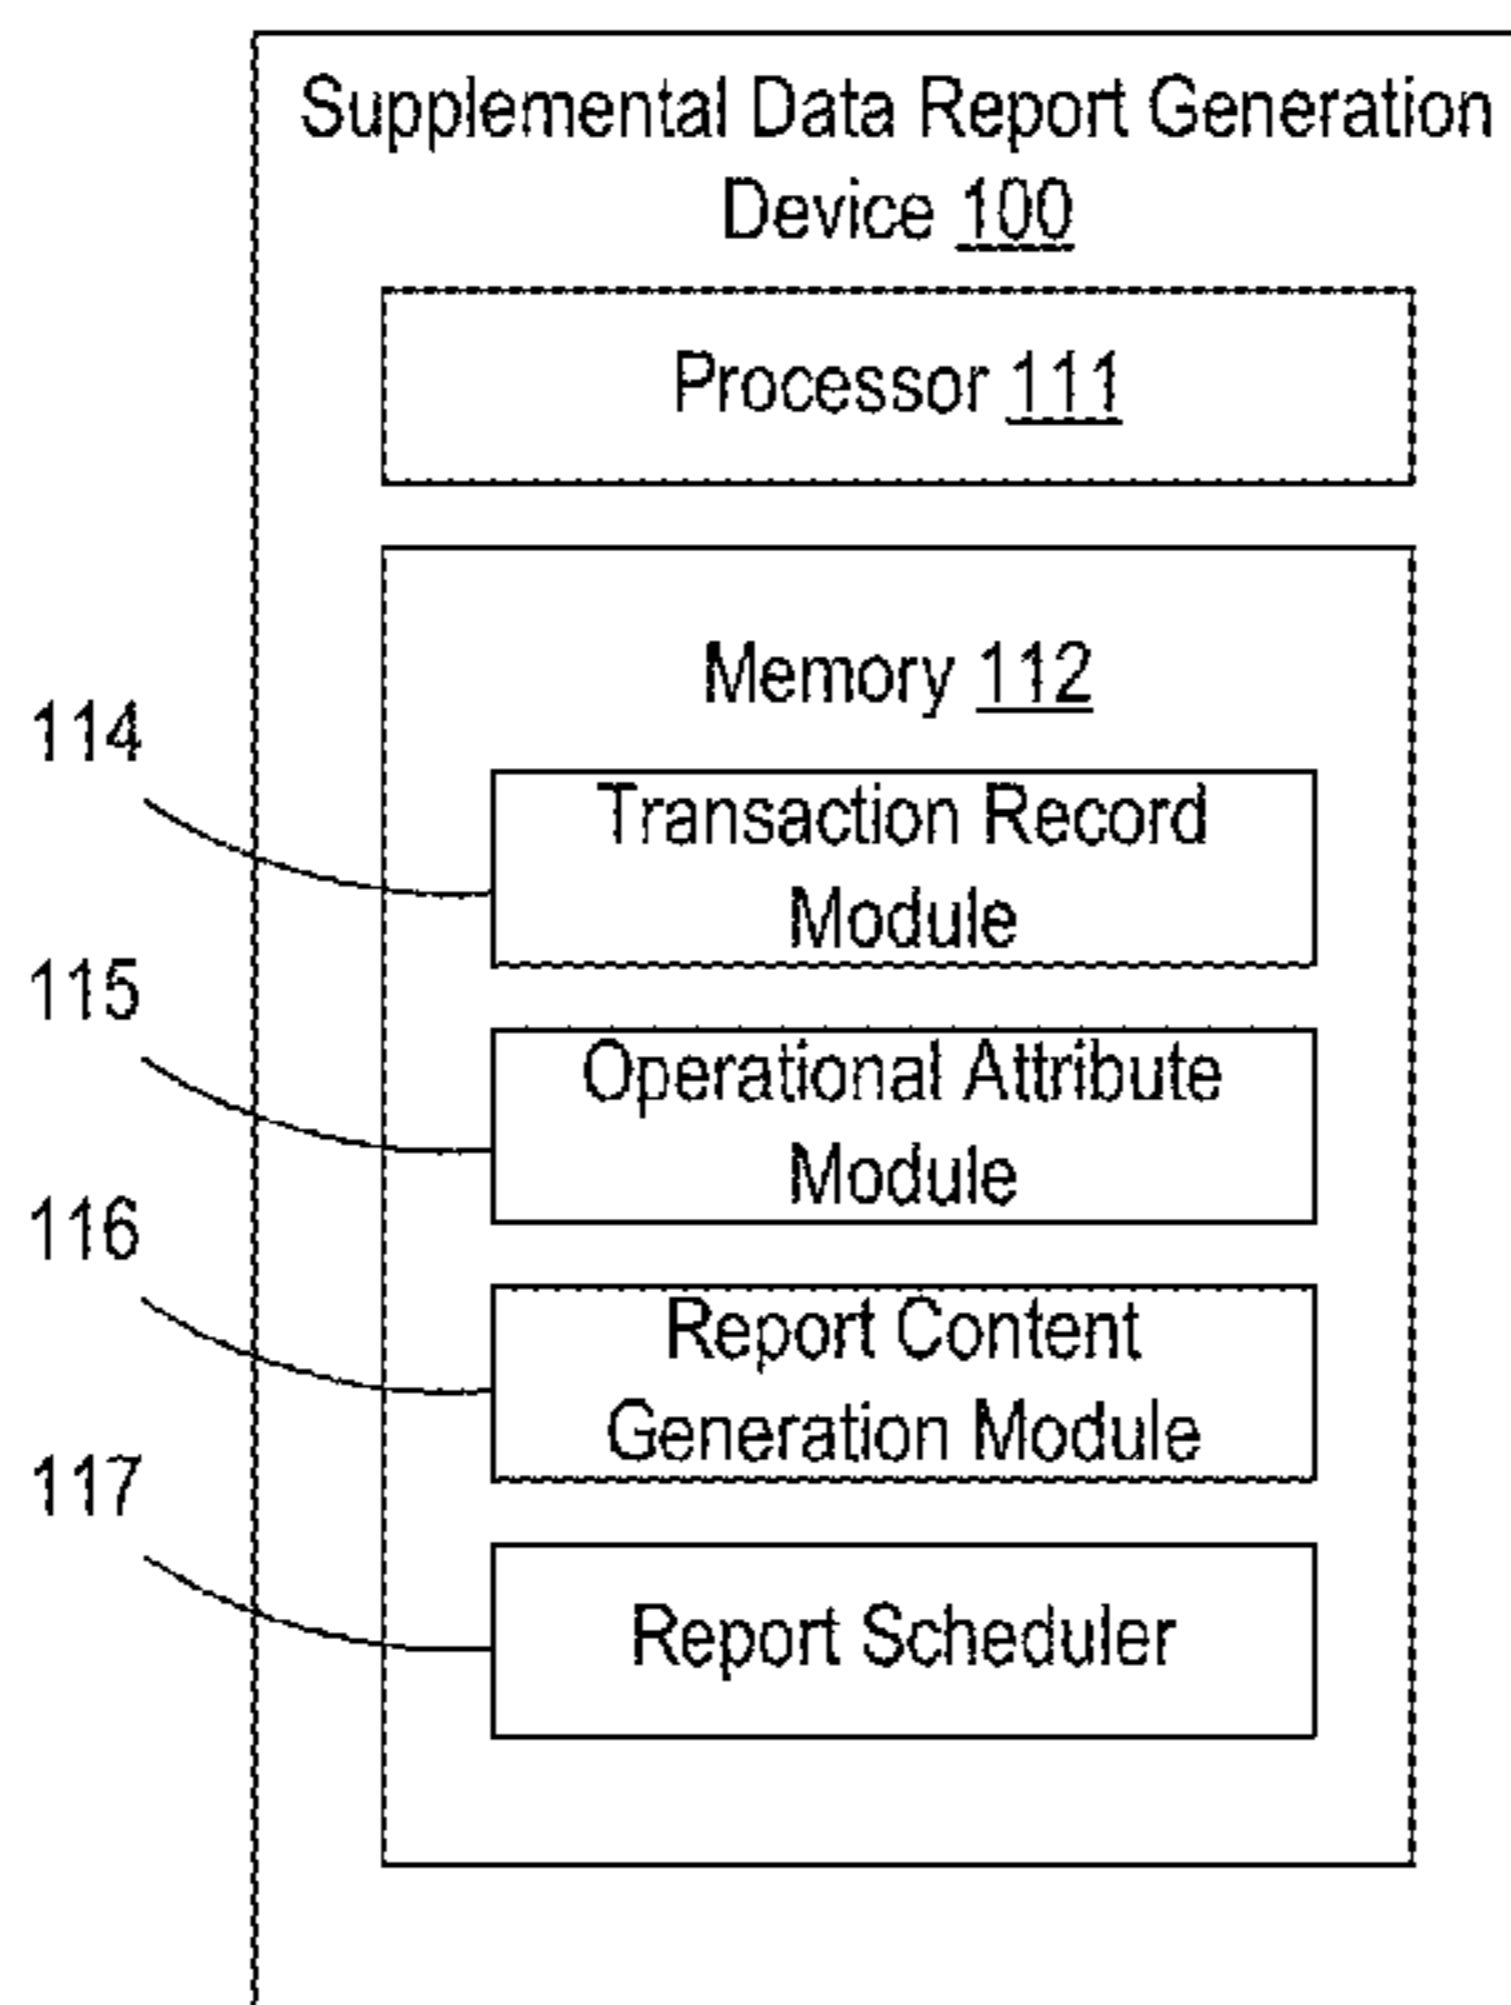 Supplemental Data Report Generation
Device 100
Processor 111
Memory 112
114
Transaction Record
Module
115
Operational Attribute
Module
116
Report Content
Generation Module
117
Report Scheduler